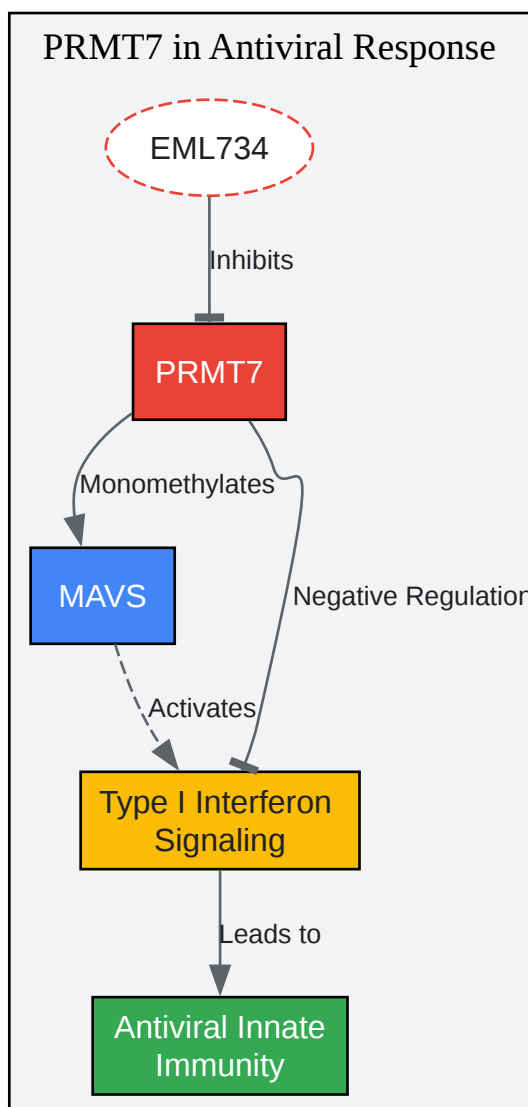 PRMT7 in Antiviral Response
EML734
Inhibits
PRMT7
Monomethylates
MAVS
Negative Regulation
Activates
Type I Interferon
Signaling
Leads to
Antiviral Innate
Immunity